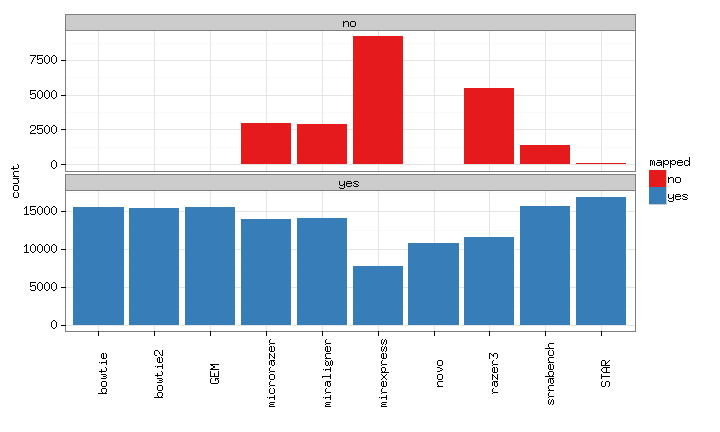 no
7500
5000
2500
0
count
yes
15000
10000
5000
0
bowtie
bowtie2
GEM
microrazer
miraligner
mirexpress
novo
razer3
srnabench
STAR
mapped
no
yes